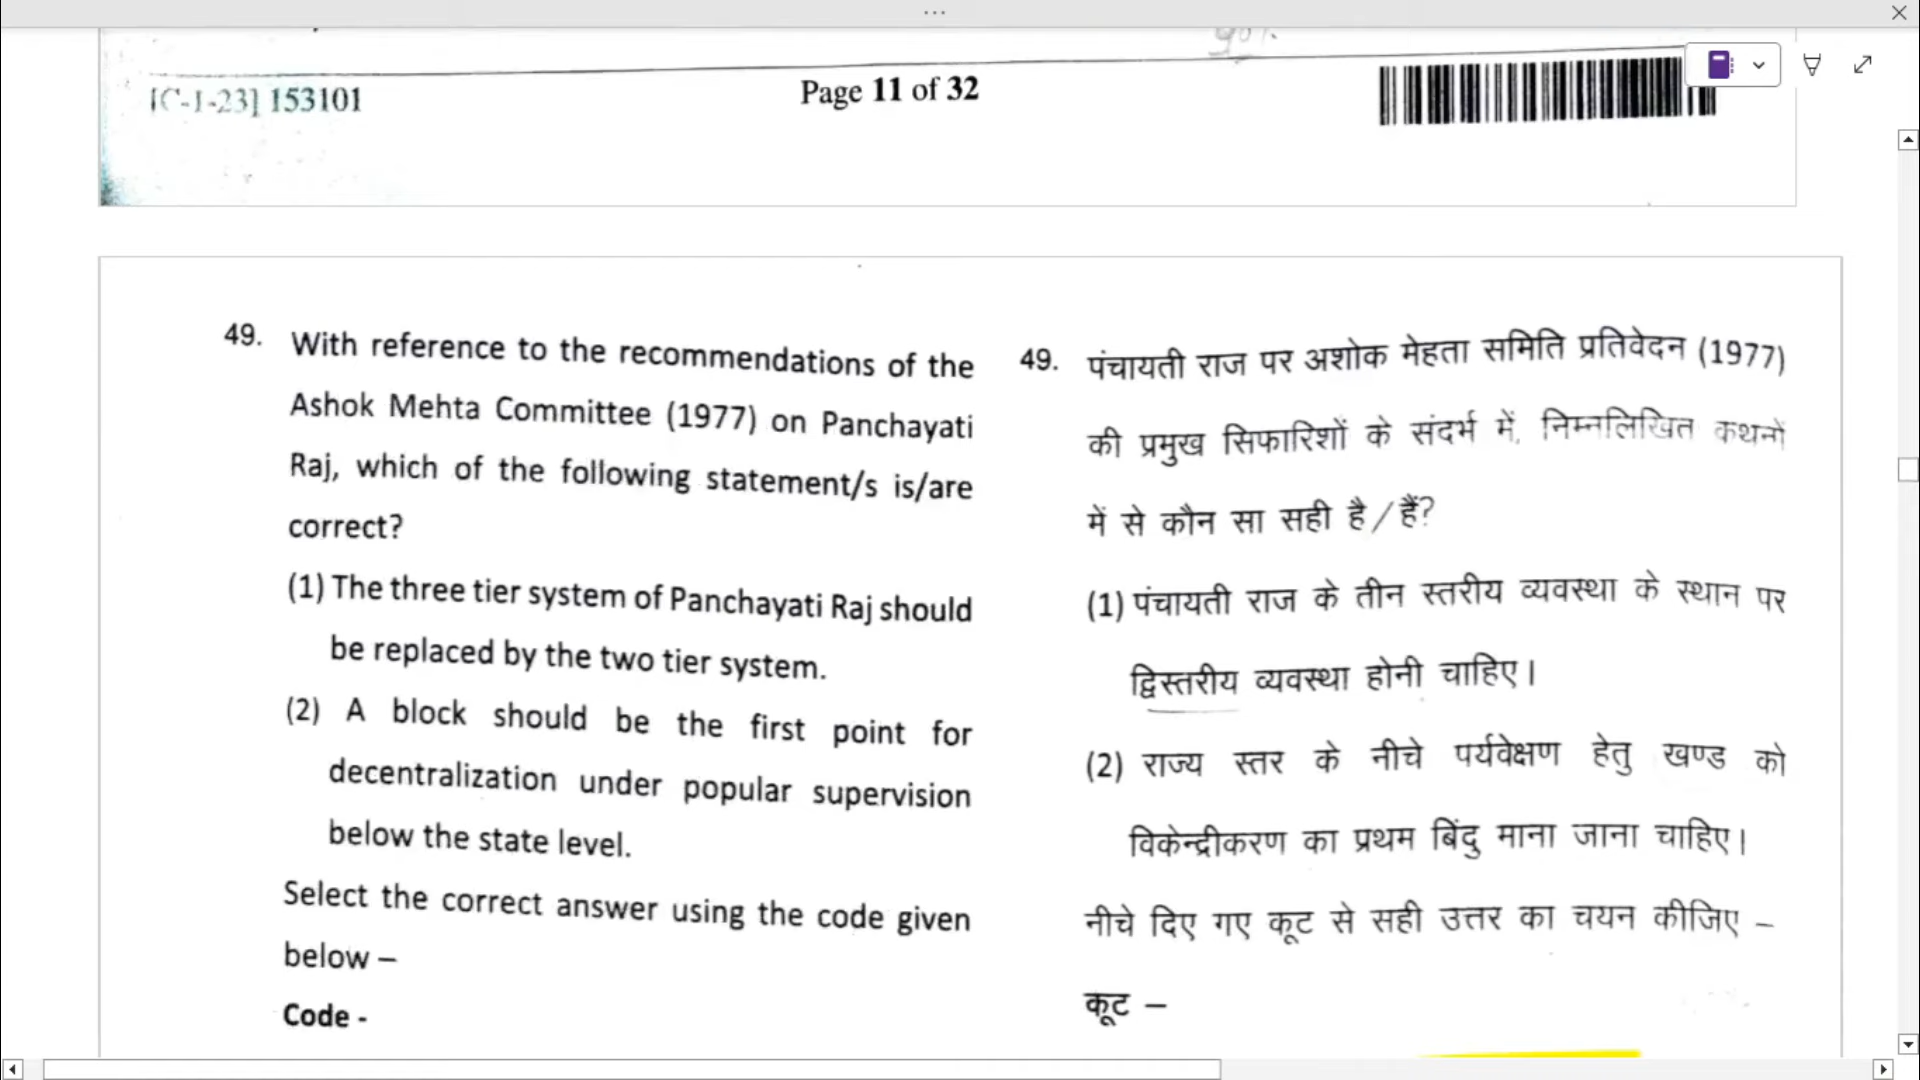 [C-1-23] 153101
Page 11 of 32
49. With reference to the recommendations of the
Ashok Mehta Committee (1977) on Panchayati
Raj, which of the following statement/s is/are
correct?
(1) The three tier system of Panchayati Raj should
be replaced by the two tier system.
(2) A block should be the first point for
decentralization under popular supervision
below the state level.
Select the correct answer using the code given
below –
Code -
49. पंचायती राज पर अशोक मेहता समिति प्रतिवेदन (1977)
की प्रमुख सिफारिशों के संदर्भ में, निम्नलिखित कथनों
में से कौन सा सही है/हैं?
(1) पंचायती राज के तीन स्तरीय व्यवस्था के स्थान पर
द्विस्तरीय व्यवस्था होनी चाहिए।
(2) राज्य स्तर के नीचे पर्यवेक्षण हेतु खण्ड को
विकेन्द्रीकरण का प्रथम बिंदु माना जाना चाहिए।
नीचे दिए गए कूट से सही उत्तर का चयन कीजिए –
कूट –